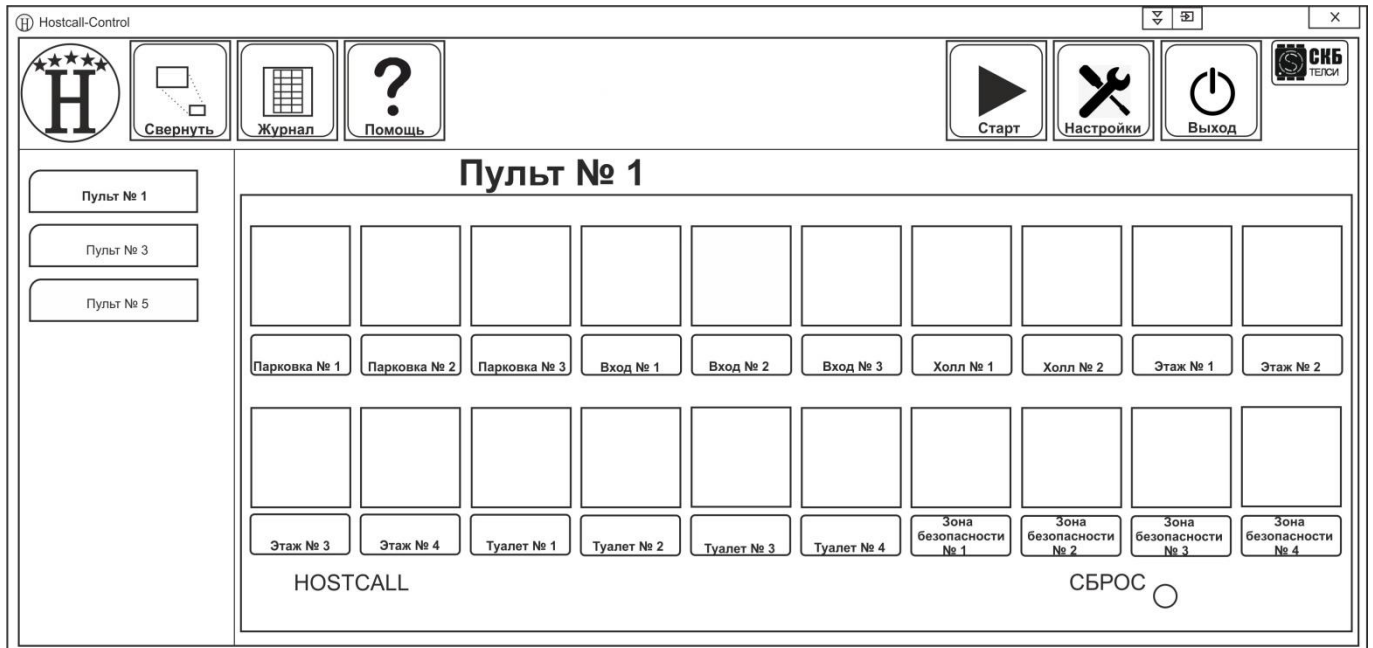 Hostcall-Control
X
H
Свернуть
Журнал
?
Помощь
Старт
Настройки
Выход
S СКБ
ТЕЛСИ
Пульт № 1
Пульт № 3
Пульт № 5
Пульт № 1
Парковка № 1 Парковка № 2 Парковка № 3 Вход № 1 Вход № 2 Вход № 3 Холл № 1 Холл № 2 Этаж № 1 Этаж № 2
Этаж № 3 Этаж № 4 Туалет № 1 Туалет № 2 Туалет № 3 Туалет № 4
Зона
безопасности
№ 1
Зона
безопасности
№ 2
Зона
безопасности
№ 3
Зона
безопасности
№ 4
HOSTCALL
СБРОС